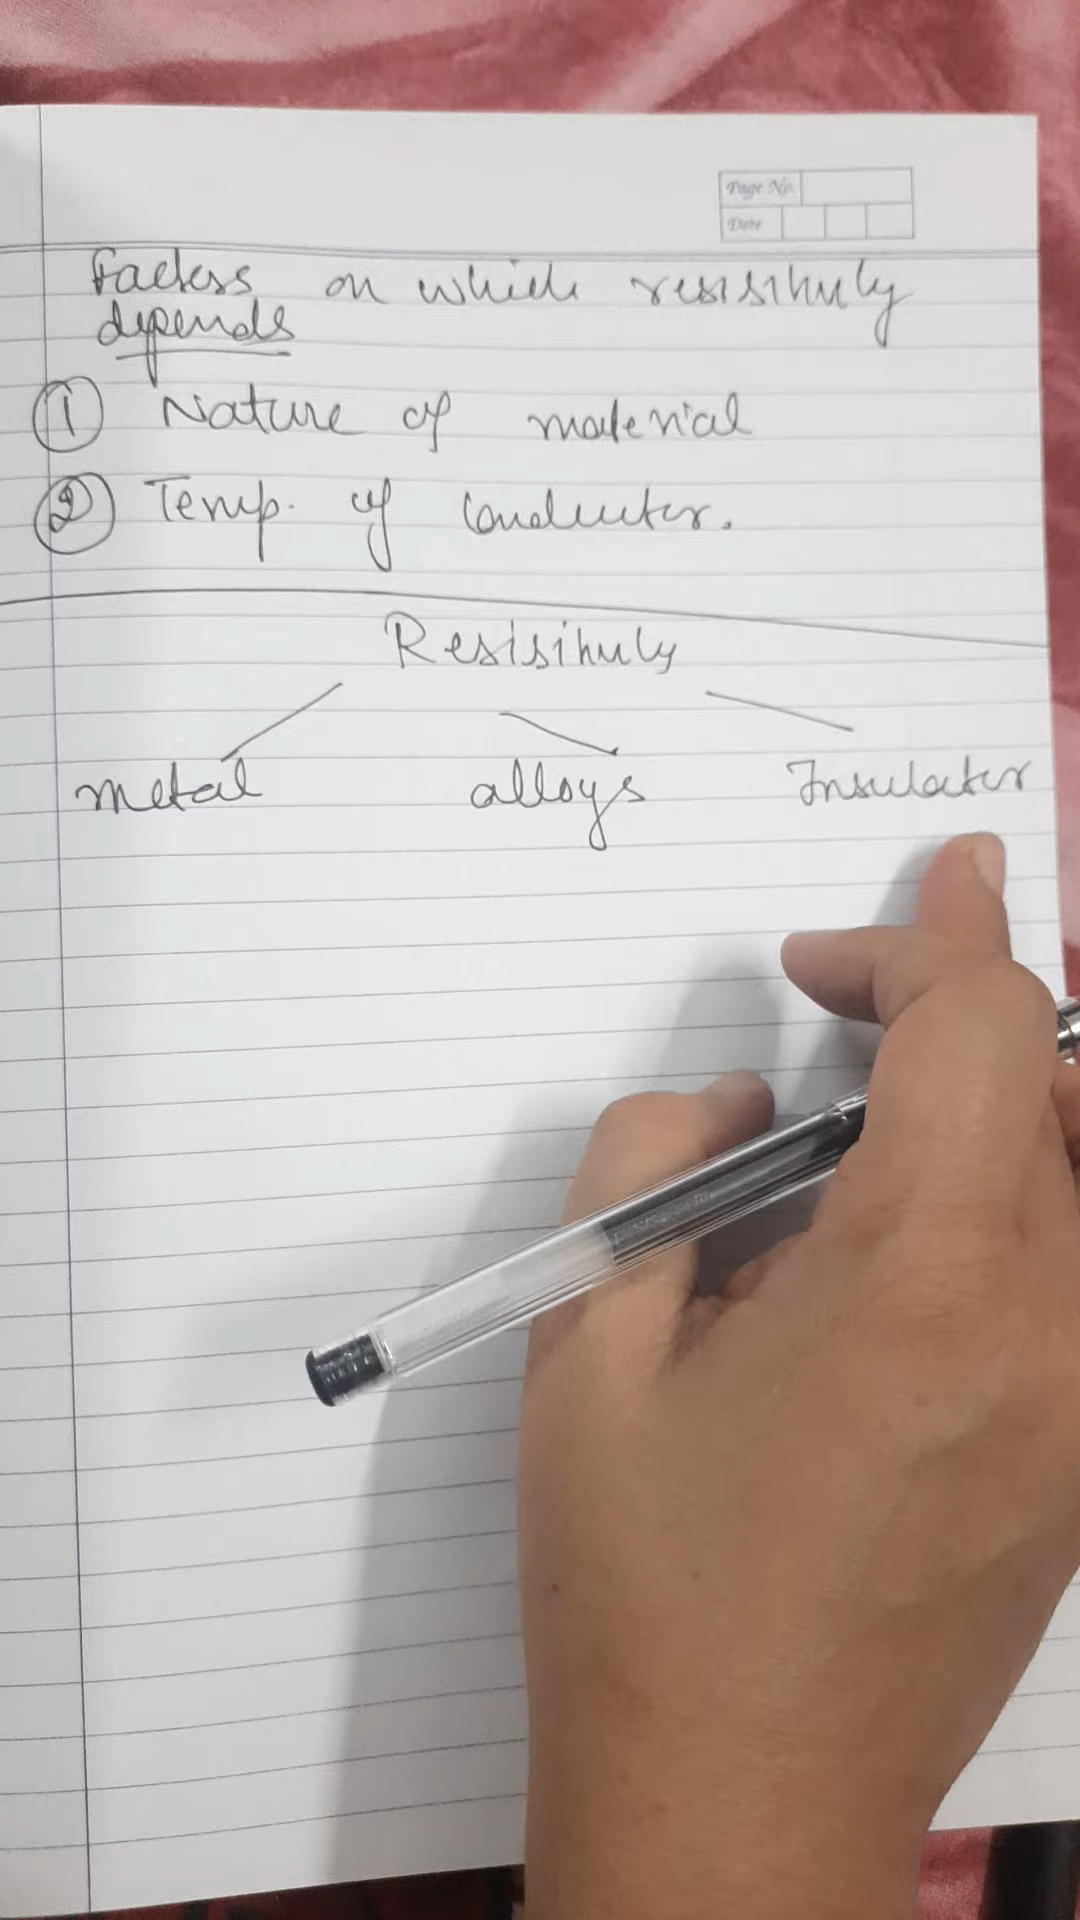 Page No.
Date
Factors on which resistivity
depends
① Nature of material
② Temp. of conductor.
Resistivity
metal alloys Insulator